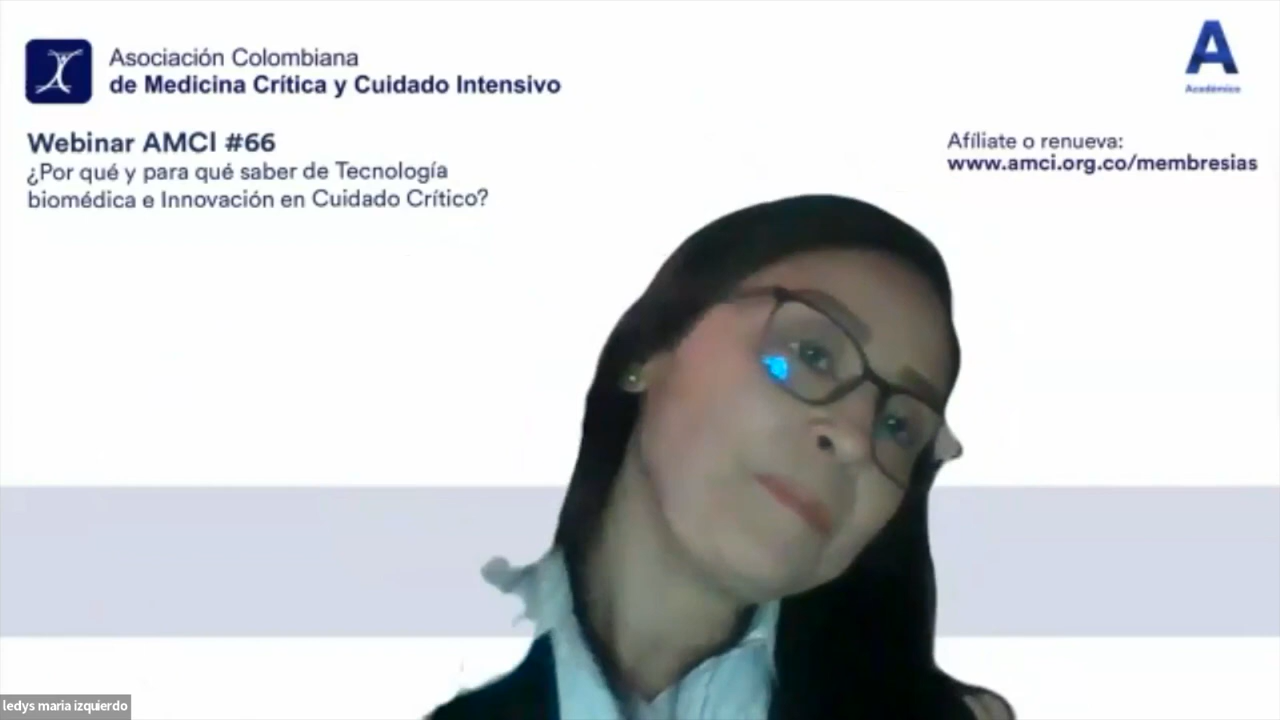 Asociación Colombiana
de Medicina Crítica y Cuidado Intensivo
Webinar AMCI #66
¿Por qué y para qué saber de Tecnología
biomédica e Innovación en Cuidado Crítico?
A
Académico
Afíliate o renueva:
www.amci.org.co/membresias
ledys maria izquierdo